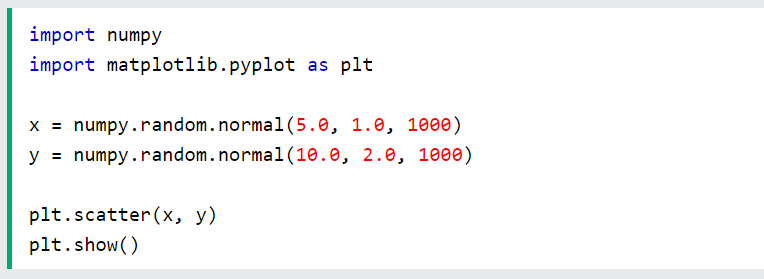 import numpy
import matplotlib.pyplot as plt
x = numpy.random.normal(5.0, 1.0, 1000)
y = numpy.random.normal(10.0, 2.0, 1000)
plt.scatter(x, y)
plt.show()